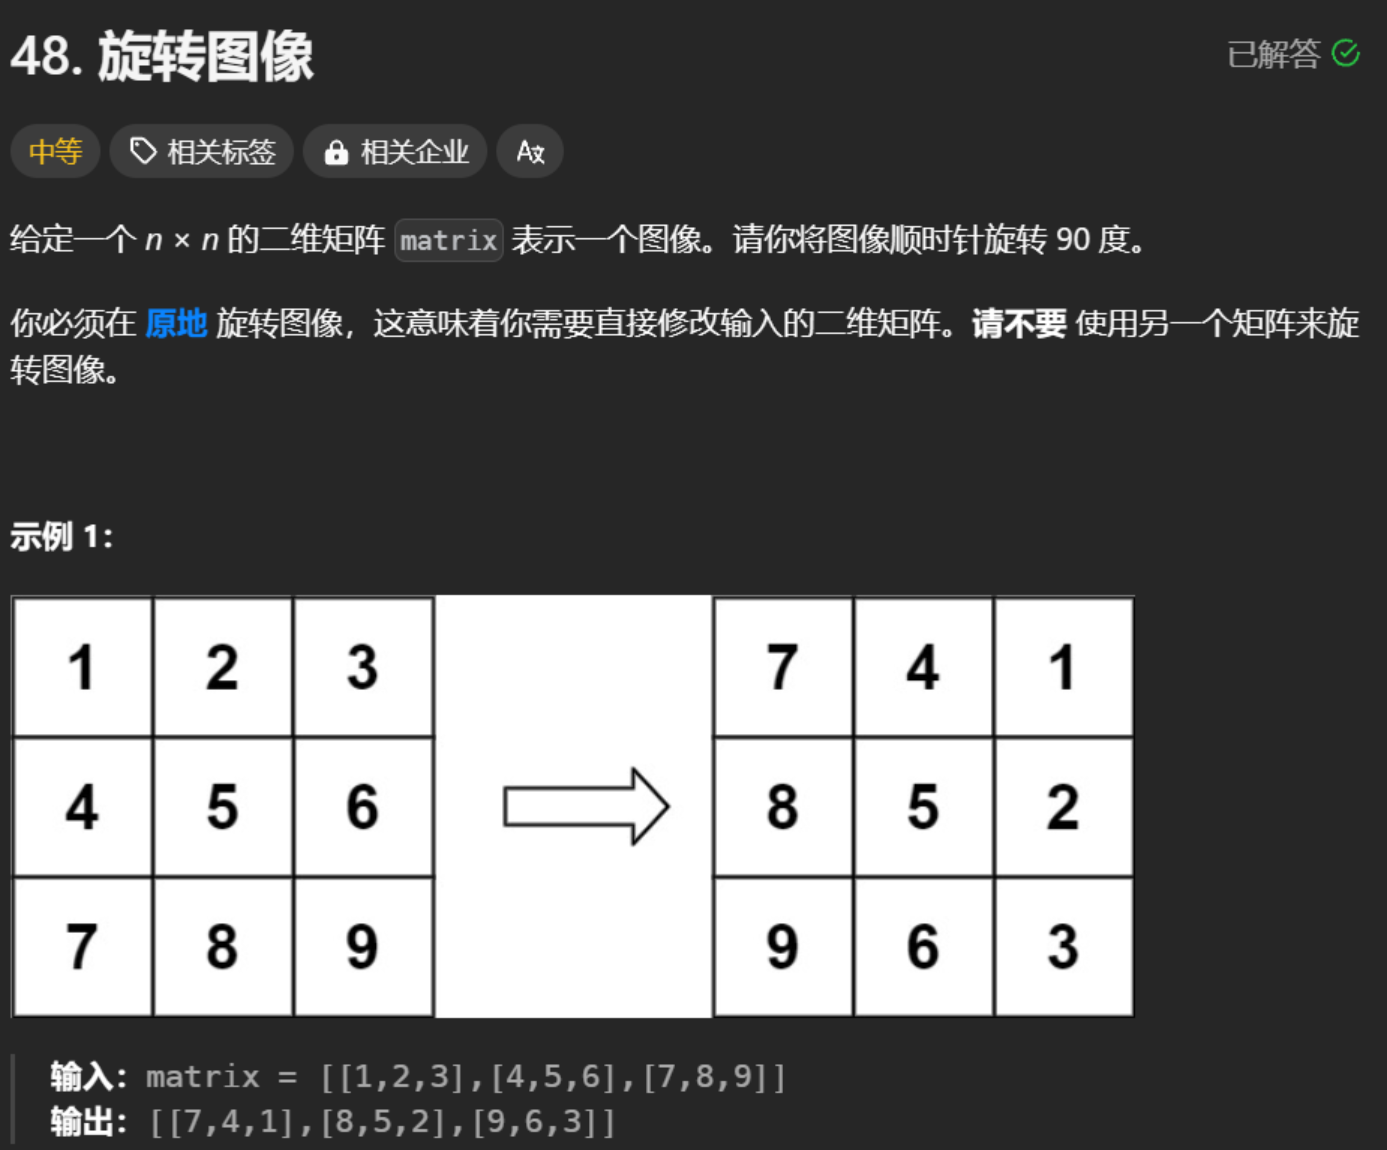 48. 旋转图像
已解答
中等 相关标签 相关企业
给定一个 n × n 的二维矩阵 matrix 表示一个图像。请你将图像顺时针旋转 90 度。
你必须在 原地 旋转图像，这意味着你需要直接修改输入的二维矩阵。请不要 使用另一个矩阵来旋
转图像。
示例 1：
1 2 3 7 4 1
4 5 6 8 5 2
7 8 9 9 6 3
输入：matrix = [[1,2,3],[4,5,6],[7,8,9]]
输出：[[7,4,1],[8,5,2],[9,6,3]]